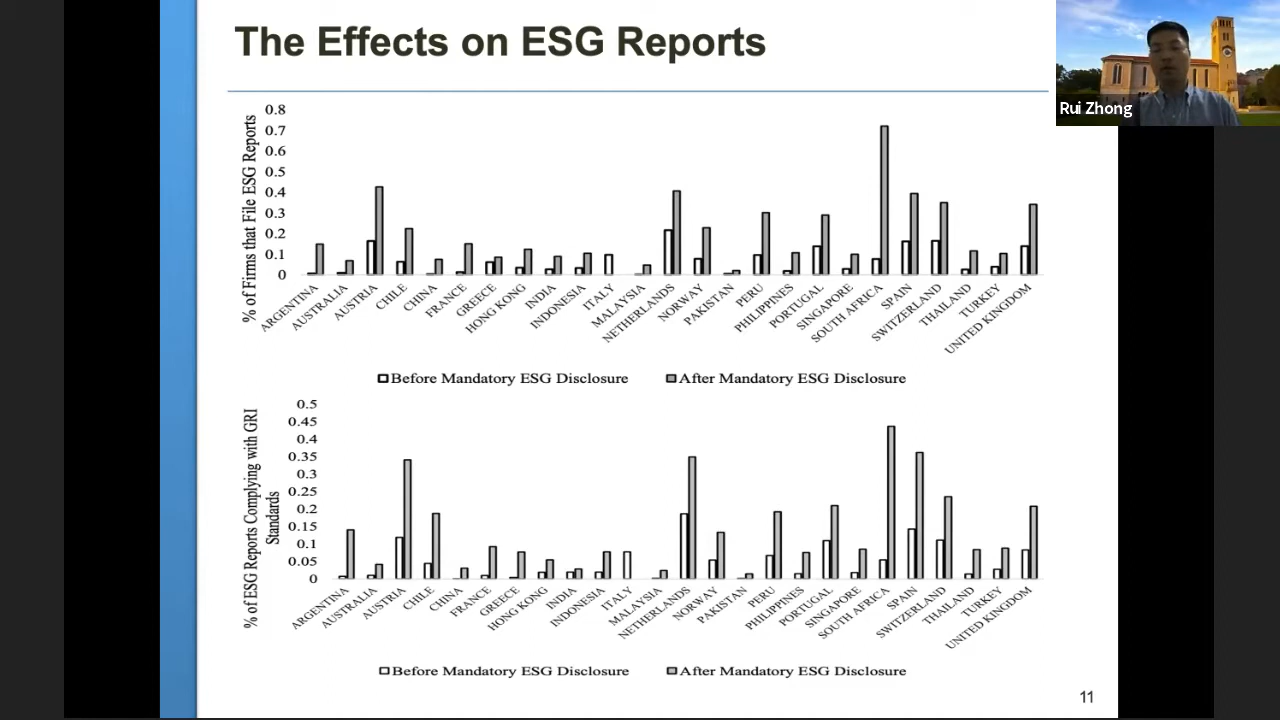 The Effects on ESG Reports
Rui Zhong
% of Firms that File ESG Reports
0.8
0.7
0.6
0.5
0.4
0.3
0.2
0.1
0
ARGENTINA
AUSTRALIA
AUSTRIA
CHILE
CHINA
FRANCE
GREECE
HONG KONG
INDIA
INDONESIA
ITALY
MALAYSIA
NETHERLANDS
NORWAY
PAKISTAN
PERU
PHILIPPINES
PORTUGAL
SINGAPORE
SOUTH AFRICA
SPAIN
SWITZERLAND
THAILAND
TURKEY
UNITED KINGDOM
Before Mandatory ESG Disclosure
After Mandatory ESG Disclosure
% of ESG Reports Complying with GRI
Standards
0.5
0.45
0.4
0.35
0.3
0.25
0.2
0.15
0.1
0.05
0
ARGENTINA
AUSTRALIA
AUSTRIA
CHILE
CHINA
FRANCE
GREECE
HONG KONG
INDIA
INDONESIA
ITALY
MALAYSIA
NETHERLANDS
NORWAY
PAKISTAN
PERU
PHILIPPINES
PORTUGAL
SINGAPORE
SOUTH AFRICA
SPAIN
SWITZERLAND
THAILAND
TURKEY
UNITED KINGDOM
Before Mandatory ESG Disclosure
After Mandatory ESG Disclosure
11